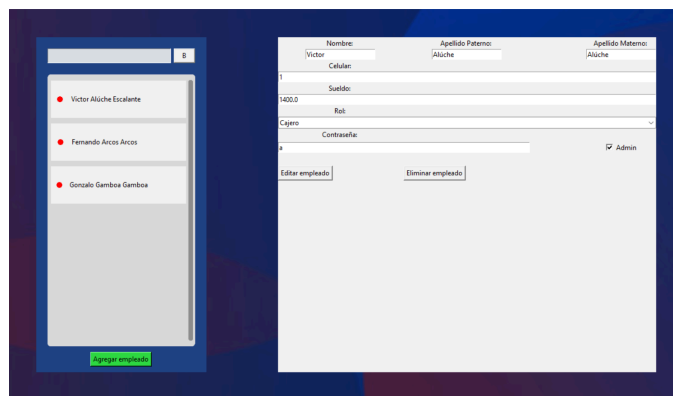 B
Victor Alúche Escalante
Fernando Arcos Arcos
Gonzalo Gamboa Gamboa
Agregar empleado
Nombre: Apellido Paterno: Apellido Materno:
Victor Alúche Alúche
Celular:
1
Sueldo:
1400.0
Rol:
Cajero
Contraseña:
a Admin
Editar empleado Eliminar empleado